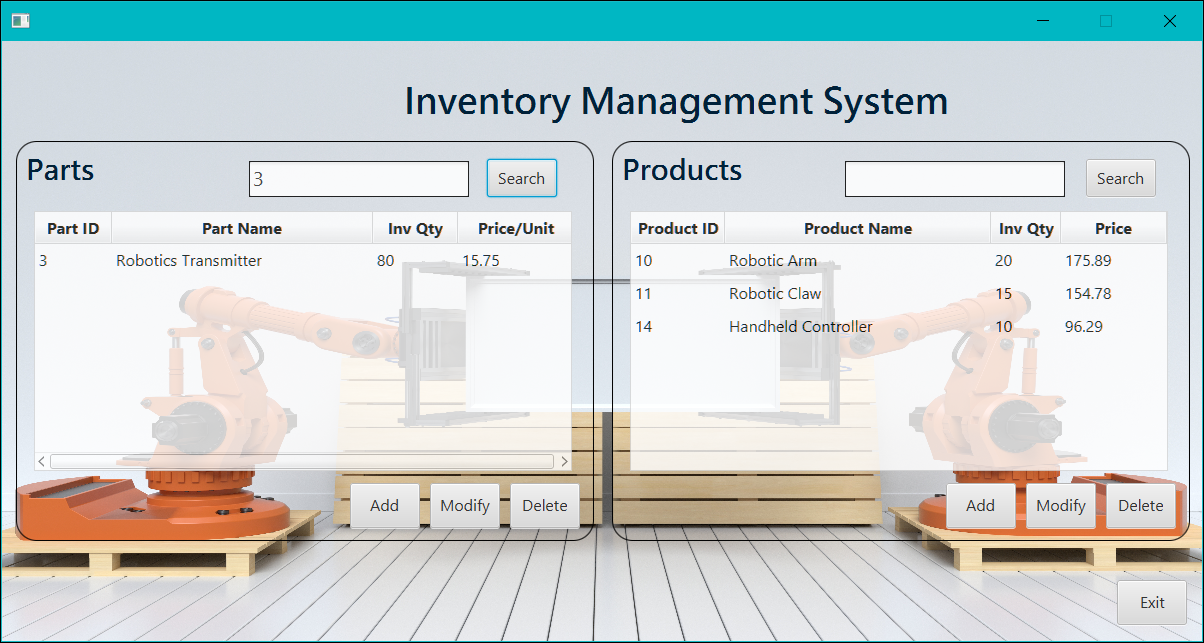 Inventory Management System
Parts
3
Search
Part ID Part Name Inv Qty Price/Unit
3 Robotics Transmitter 80 15.75
Add Modify Delete
Products
Search
Product ID Product Name Inv Qty Price
10 Robotic Arm 20 175.89
11 Robotic Claw 15 154.78
14 Handheld Controller 10 96.29
Add Modify Delete
Exit